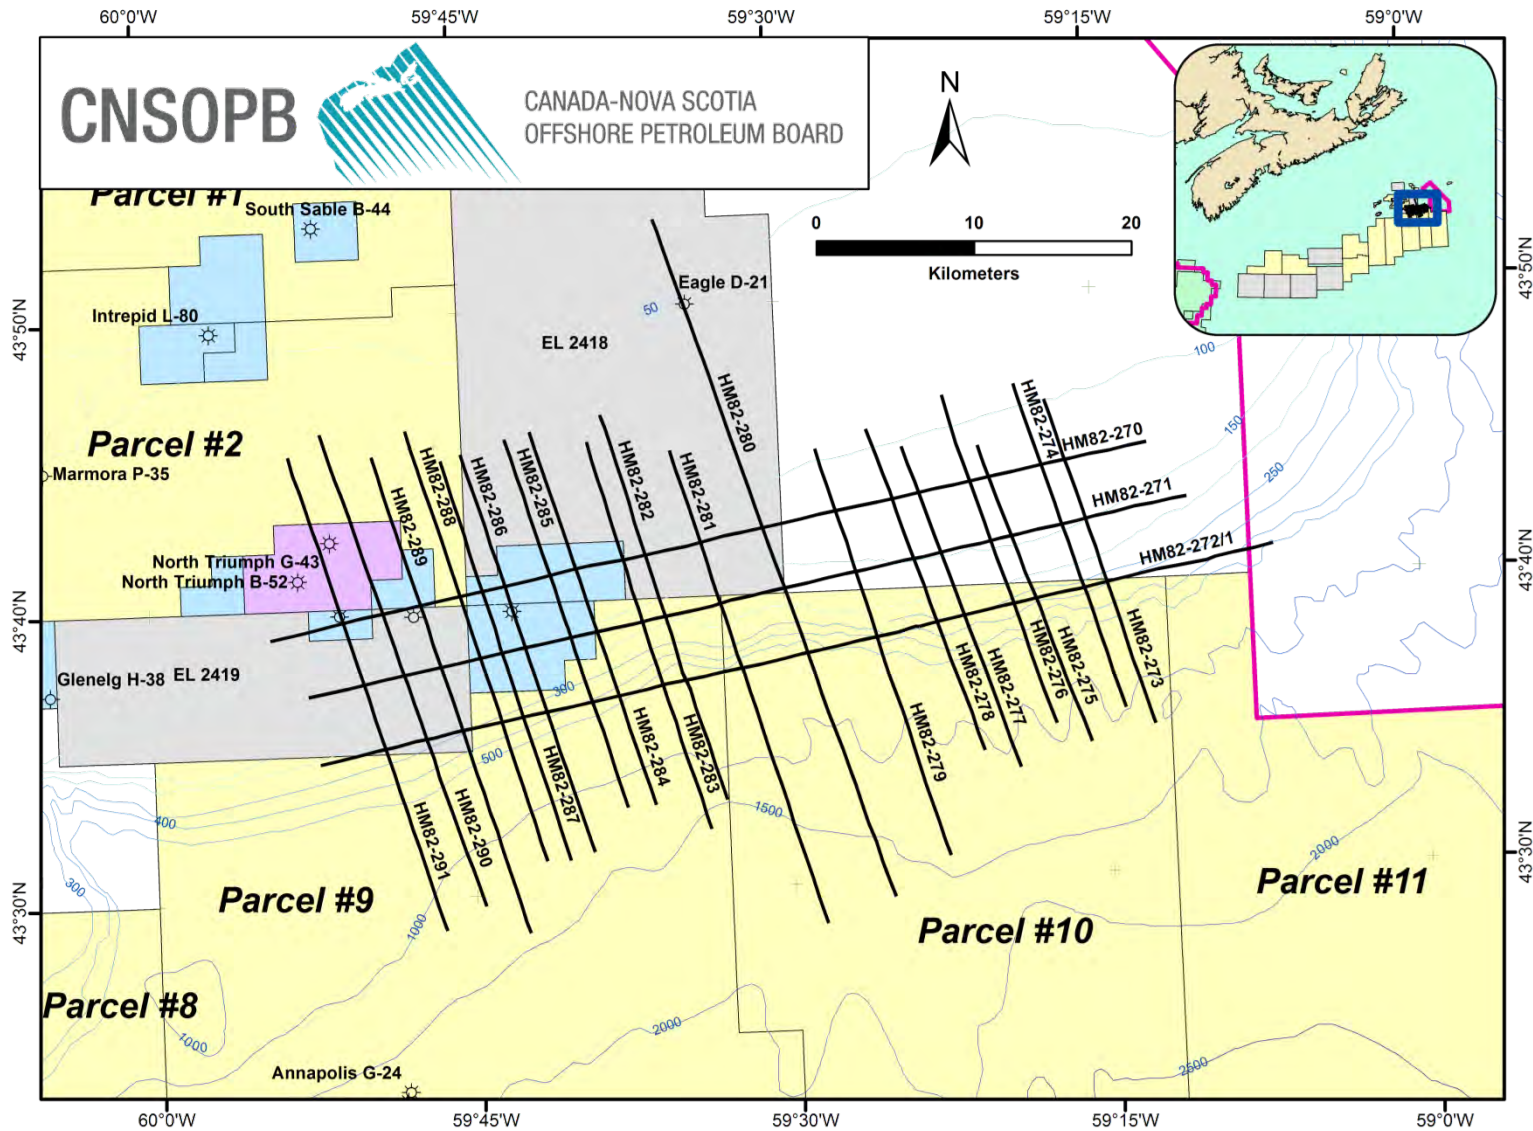 60°0'W
59°45'W
59°30'W
59°15'W
59°0'W
CNSOPB
CANADA-NOVA SCOTIA
OFFSHORE PETROLEUM BOARD
N
0
10
20
Kilometers
Parcel #1
South Sable B-44
Eagle D-21
50
Intrepid L-80
EL 2418
100
43°50'N
43°50'N
HM82-280
HM82-274
HM82-270
150
Parcel #2
Marmora P-35
HM82-288
HM82-286
HM82-285
HM82-282
HM82-281
250
HM82-289
HM82-271
North Triumph G-43
North Triumph B-52
HM82-272/1
43°40'N
43°40'N
Glenelg H-38
EL 2419
300
HM82-273
HM82-275
HM82-276
HM82-277
HM82-278
HM82-279
HM82-284
HM82-283
500
HM82-287
HM82-290
HM82-291
400
1500
2000
43°30'N
43°30'N
300
Parcel #9
1000
Parcel #10
Parcel #11
Parcel #8
1000
2000
2500
Annapolis G-24
60°0'W
59°45'W
59°30'W
59°15'W
59°0'W